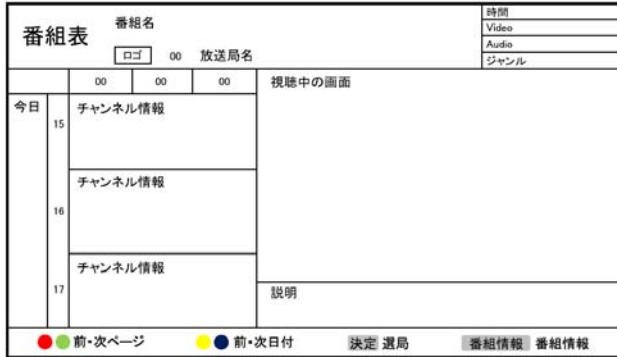 番組表
番組名
ロゴ 00 放送局名
時間
Video
Audio
ジャンル
00 00 00
視聴中の画面
今日
15
チャンネル情報
16
チャンネル情報
17
チャンネル情報
説明
前・次ページ 前・次日付 決定 選局 番組情報 番組情報